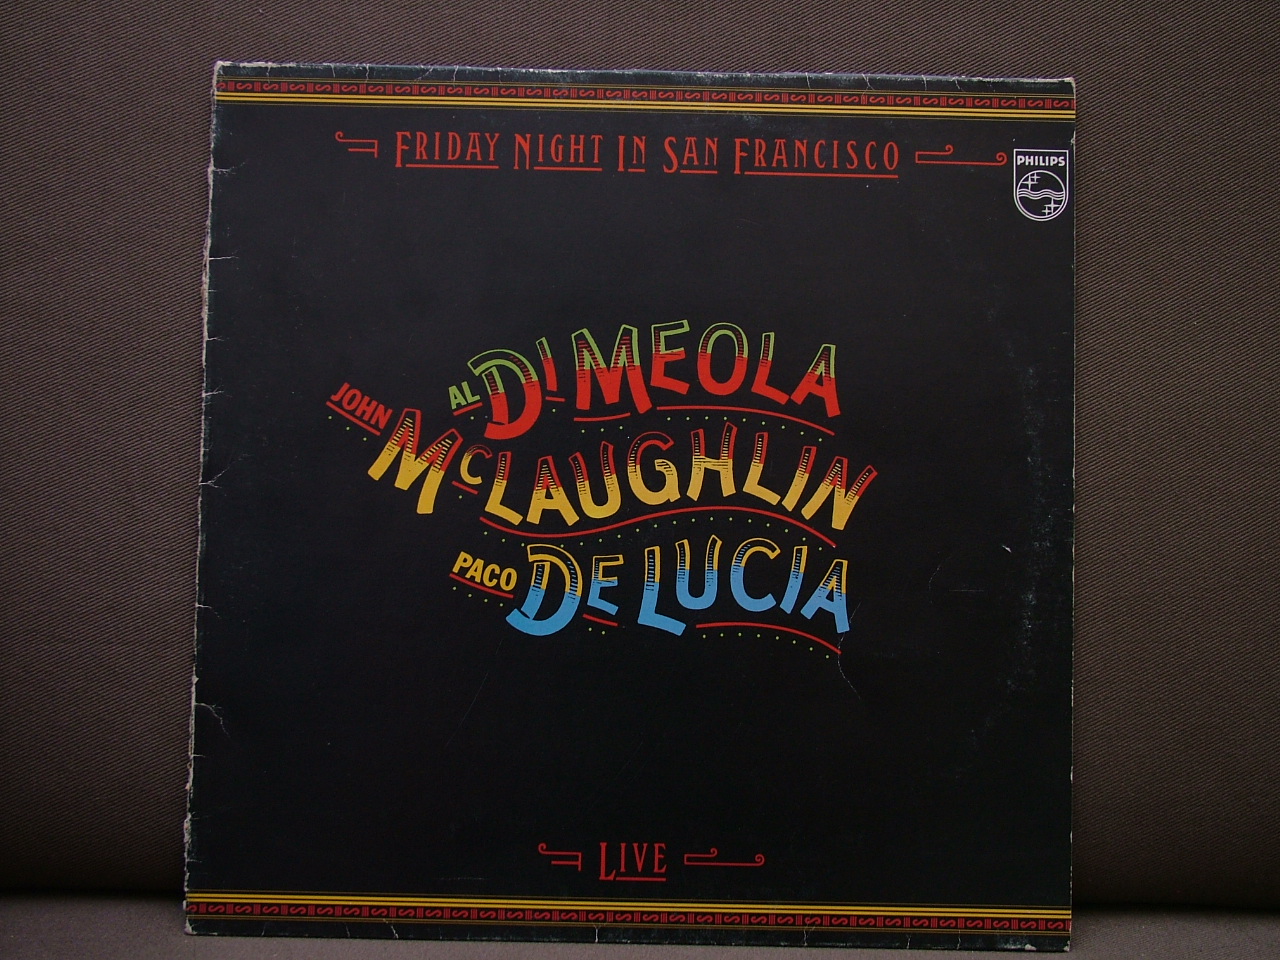 FRIDAY NIGHT IN SAN FRANCISCO
PHILIPS
AL DI MEOLA
JOHN McLAUGHLIN
PACO DE LUCIA
LIVE